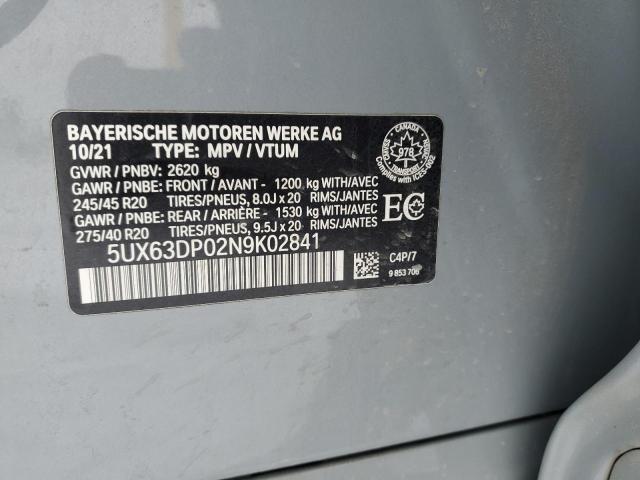 BAYERISCHE MOTOREN WERKE AG
10/21 TYPE: MPV / VTUM
GVWR / PNBV: 2620 kg
GAWR / PNBE: FRONT / AVANT - 1200 kg WITH/AVEC
245/45 R20 TIRES/PNEUS, 8.0J x 20 RIMS/JANTES
GAWR / PNBE: REAR / ARRIÈRE - 1530 kg WITH/AVEC
275/40 R20 TIRES/PNEUS, 9.5J x 20 RIMS/JANTES
5UX63DP02N9K02841
CANADA
978
EC
C4P/7
9 853 706